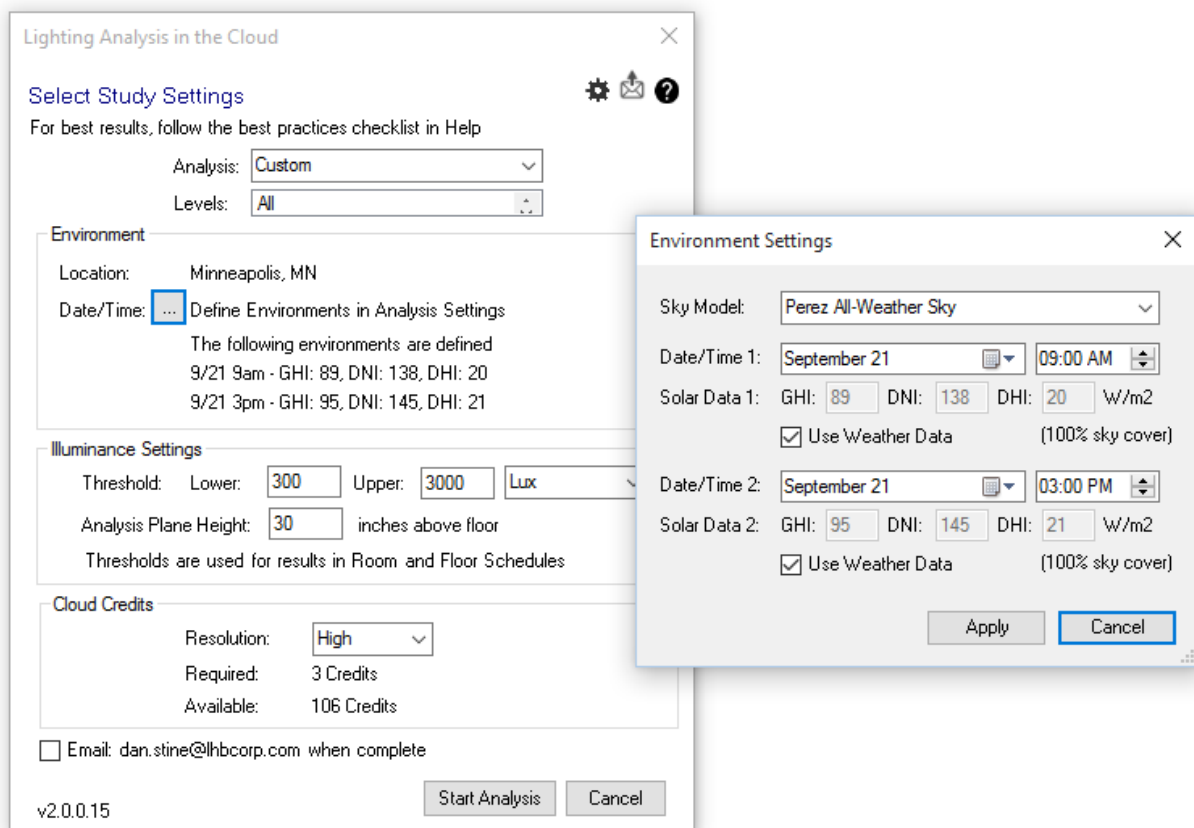 Lighting Analysis in the Cloud
Select Study Settings
For best results, follow the best practices checklist in Help
Analysis: Custom
Levels: All
Environment
Location: Minneapolis, MN
Date/Time: ... Define Environments in Analysis Settings
The following environments are defined
9/21 9am - GHI: 89, DNI: 138, DHI: 20
9/21 3pm - GHI: 95, DNI: 145, DHI: 21
Illuminance Settings
Threshold: Lower: 300 Upper: 3000 Lux
Analysis Plane Height: 30 inches above floor
Thresholds are used for results in Room and Floor Schedules
Cloud Credits
Resolution: High
Required: 3 Credits
Available: 106 Credits
Email: dan.stine@lhbcorp.com when complete
v2.0.0.15
Start Analysis Cancel
Environment Settings
Sky Model: Perez All-Weather Sky
Date/Time 1: September 21 09:00 AM
Solar Data 1: GHI: 89 DNI: 138 DHI: 20 W/m2
Use Weather Data (100% sky cover)
Date/Time 2: September 21 03:00 PM
Solar Data 2: GHI: 95 DNI: 145 DHI: 21 W/m2
Use Weather Data (100% sky cover)
Apply Cancel